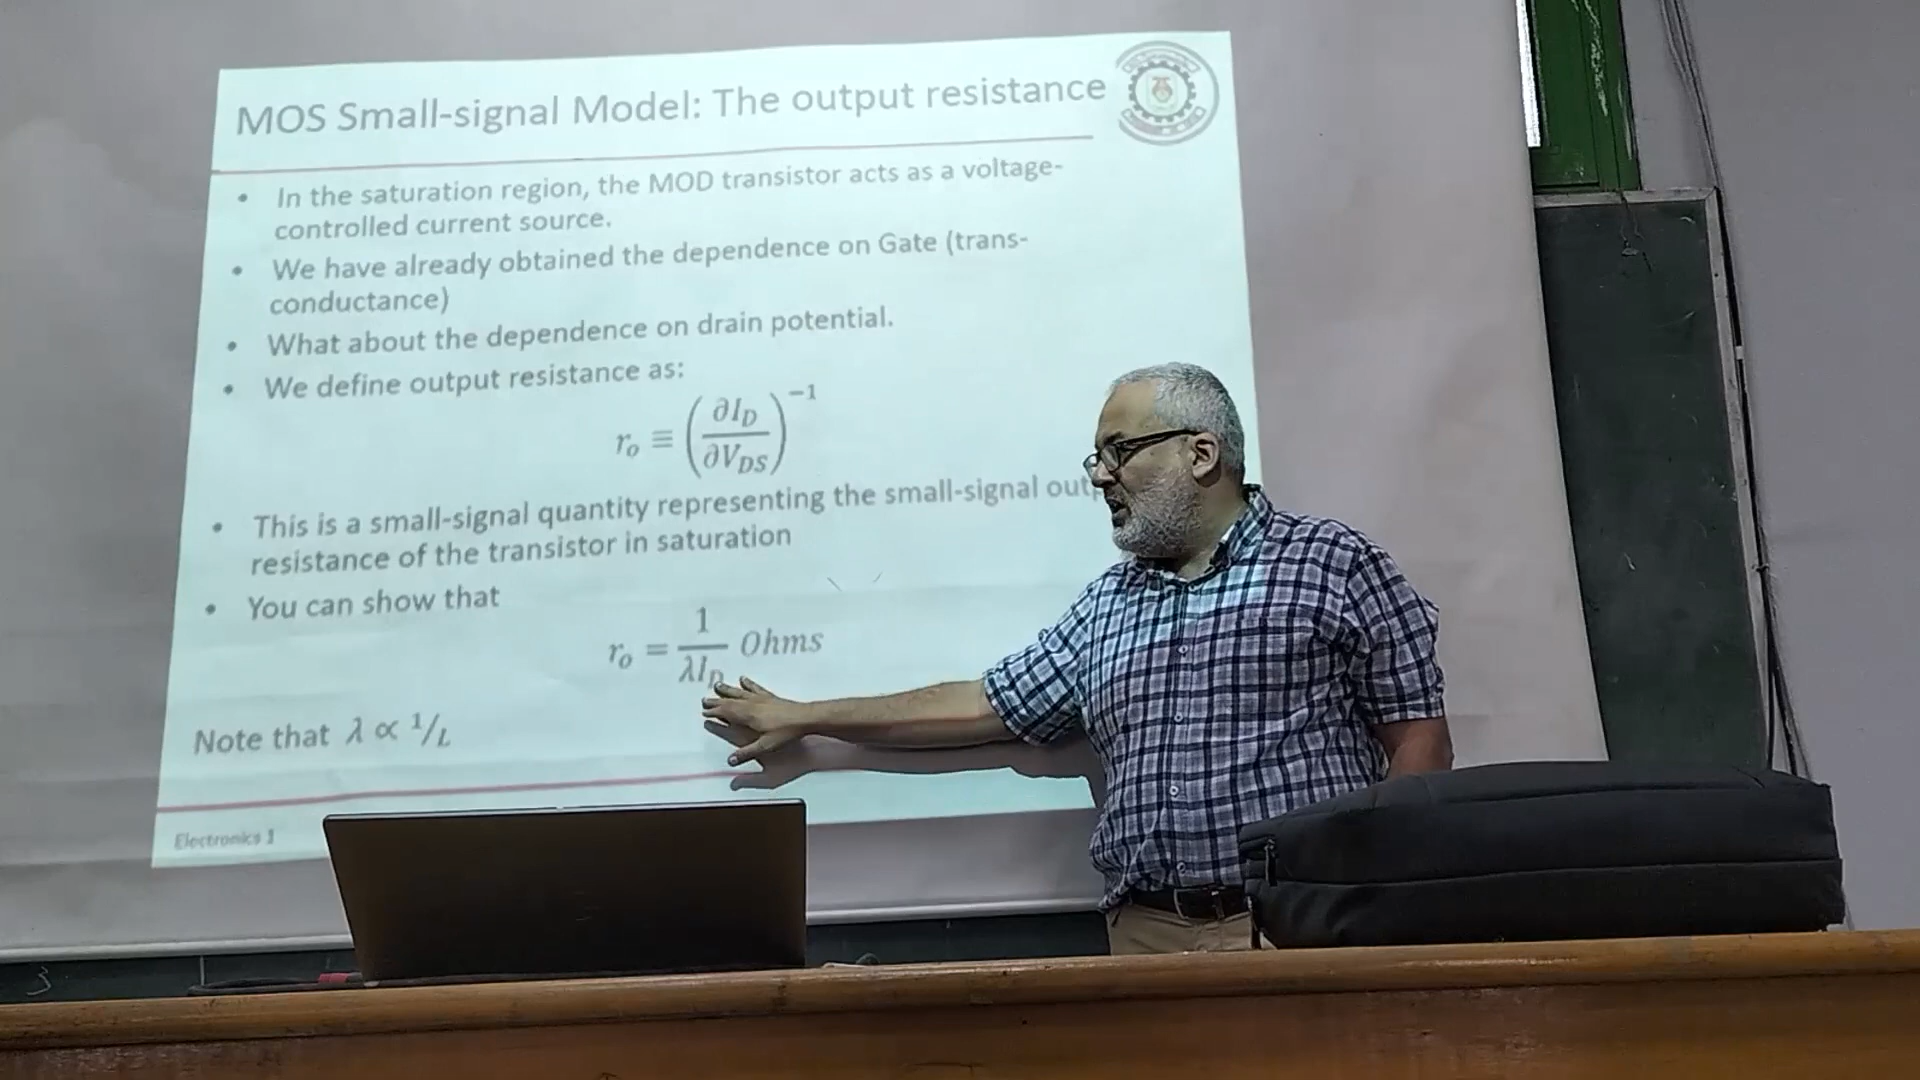 MOS Small-signal Model: The output resistance
• In the saturation region, the MOD transistor acts as a voltage-
controlled current source.
• We have already obtained the dependence on Gate (trans-
conductance)
• What about the dependence on drain potential.
• We define output resistance as:
r_o ≡ (∂I_D / ∂V_DS)^−1
• This is a small-signal quantity representing the small-signal out
resistance of the transistor in saturation
• You can show that
r_o = 1 / λI_D Ohms
Note that λ ∝ 1/L
Electronics 1
3